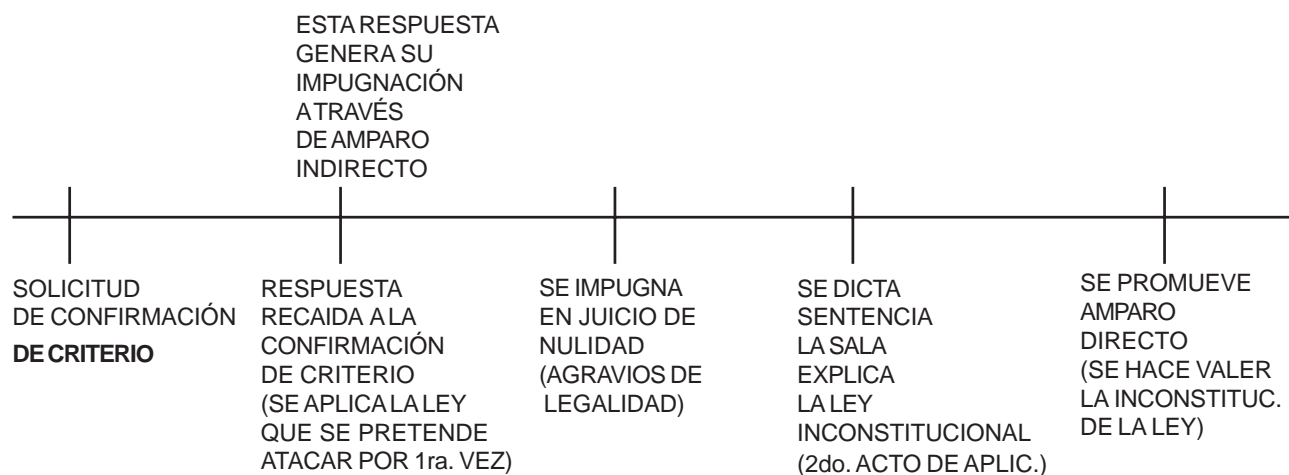 ESTA RESPUESTA
GENERA SU
IMPUGNACIÓN
A TRAVÉS
DE AMPARO
INDIRECTO
SOLICITUD
DE CONFIRMACIÓN
DE CRITERIO
RESPUESTA
RECAIDA A LA
CONFIRMACIÓN
DE CRITERIO
(SE APLICA LA LEY
QUE SE PRETENDE
ATACAR POR 1ra. VEZ)
SE IMPUGNA
EN JUICIO DE
NULIDAD
(AGRAVIOS DE
LEGALIDAD)
SE DICTA
SENTENCIA
LA SALA
EXPLICA
LA LEY
INCONSTITUCIONAL
(2do. ACTO DE APLIC.)
SE PROMUEVE
AMPARO
DIRECTO
(SE HACE VALER
LA INCONSTITUC.
DE LA LEY)